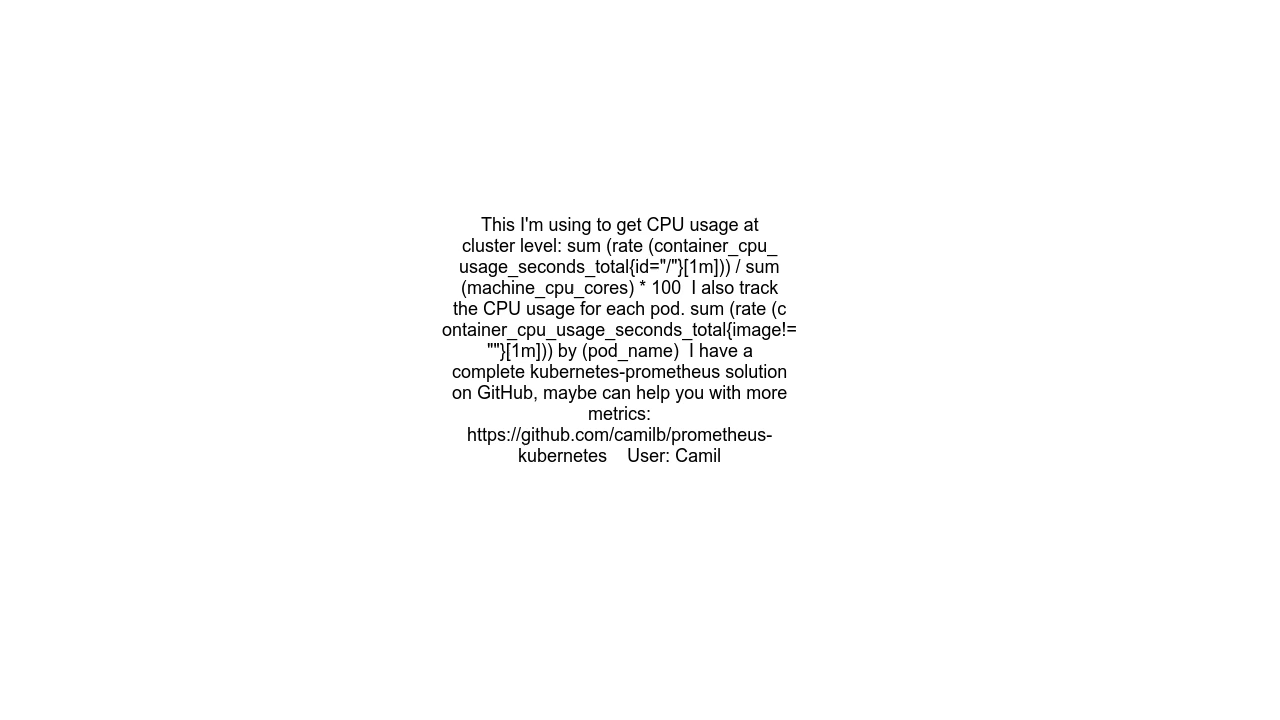 This I'm using to get CPU usage at
cluster level: sum (rate (container_cpu_
usage_seconds_total{id="/"}[1m])) / sum
(machine_cpu_cores) * 100  I also track
the CPU usage for each pod. sum (rate (c
ontainer_cpu_usage_seconds_total{image!=
""}[1m])) by (pod_name)  I have a
complete kubernetes-prometheus solution
on GitHub, maybe can help you with more
metrics:
https://github.com/camilb/prometheus-
kubernetes    User: Camil